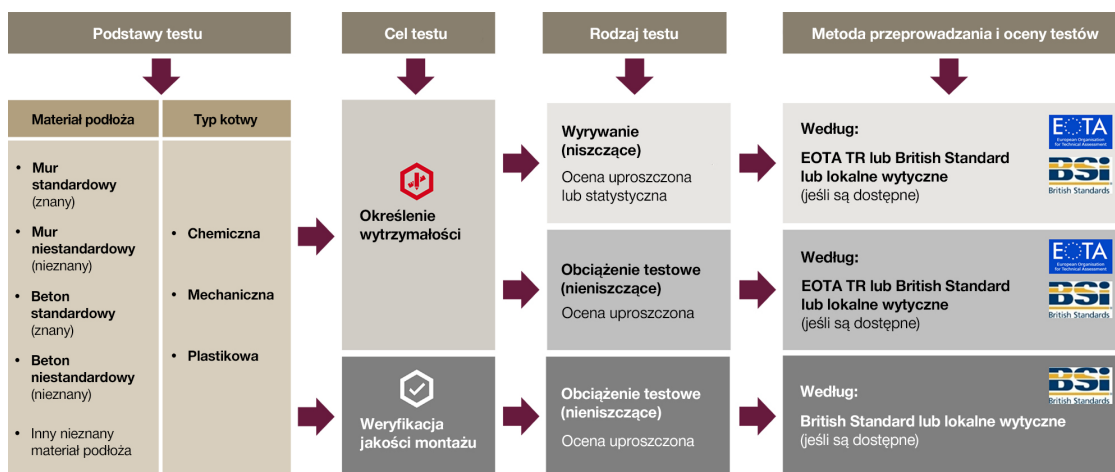 Podstawy testu
Cel testu
Rodzaj testu
Metoda przeprowadzania i oceny testów
Materiał podłoża
Typ kotwy
• Mur
standardowy
(znany)
• Mur
niestandardowy
(nieznany)
• Beton
standardowy
(znany)
• Beton
niestandardowy
(nieznany)
• Inny nieznany
materiał podłoża
• Chemiczna
• Mechaniczna
• Plastikowa
Określenie
wytrzymałości
Weryfikacja
jakości montażu
Wyrywanie
(niszczące)
Ocena uproszczona
lub statystyczna
Obciążenie testowe
(nieniszczące)
Ocena uproszczona
Obciążenie testowe
(nieniszczące)
Ocena uproszczona
Według:
EOTA TR lub British Standard
lub lokalne wytyczne
(jeśli są dostępne)
EOTA
European Organisation
for Technical Assessment
BSi
British Standards
Według:
EOTA TR lub British Standard
lub lokalne wytyczne
(jeśli są dostępne)
EOTA
European Organisation
for Technical Assessment
BSi
British Standards
Według:
British Standard lub lokalne wytyczne
(jeśli są dostępne)
BSi
British Standards